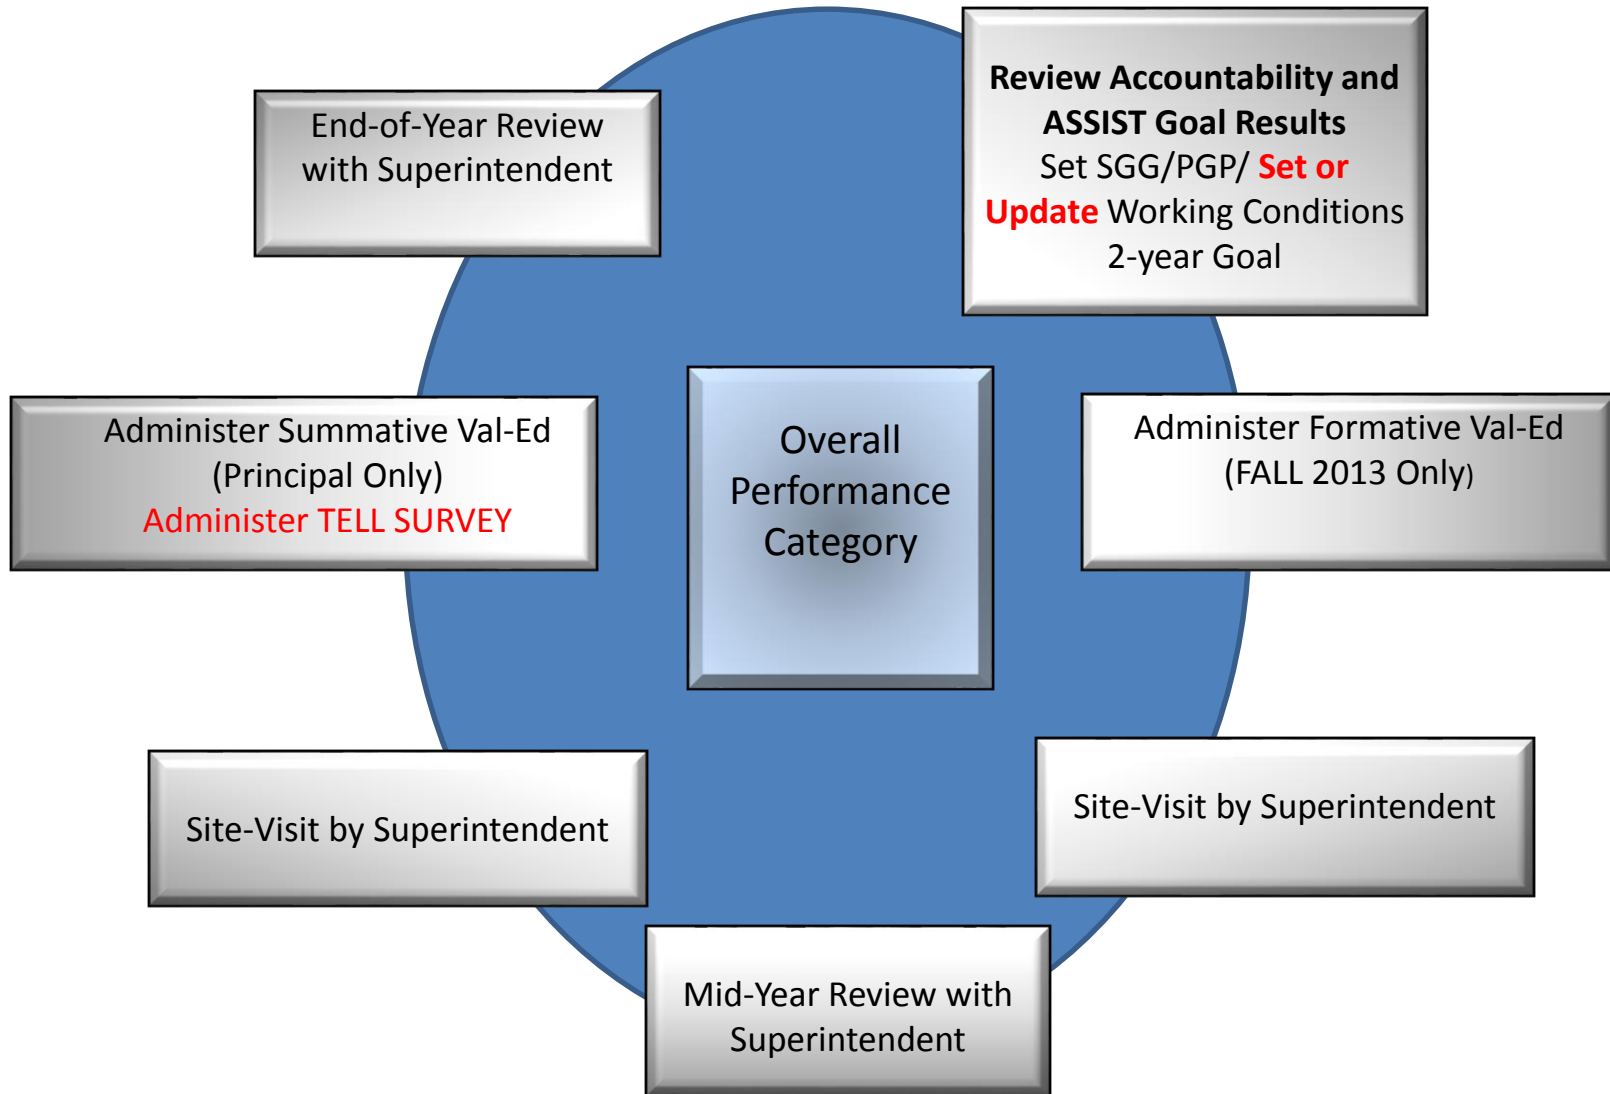 End-of-Year Review
with Superintendent
Review Accountability and
ASSIST Goal Results
Set SGG/PGP/ Set or
Update Working Conditions
2-year Goal
Administer Summative Val-Ed
(Principal Only)
Administer TELL SURVEY
Overall
Performance
Category
Administer Formative Val-Ed
(FALL 2013 Only)
Site-Visit by Superintendent
Site-Visit by Superintendent
Mid-Year Review with
Superintendent